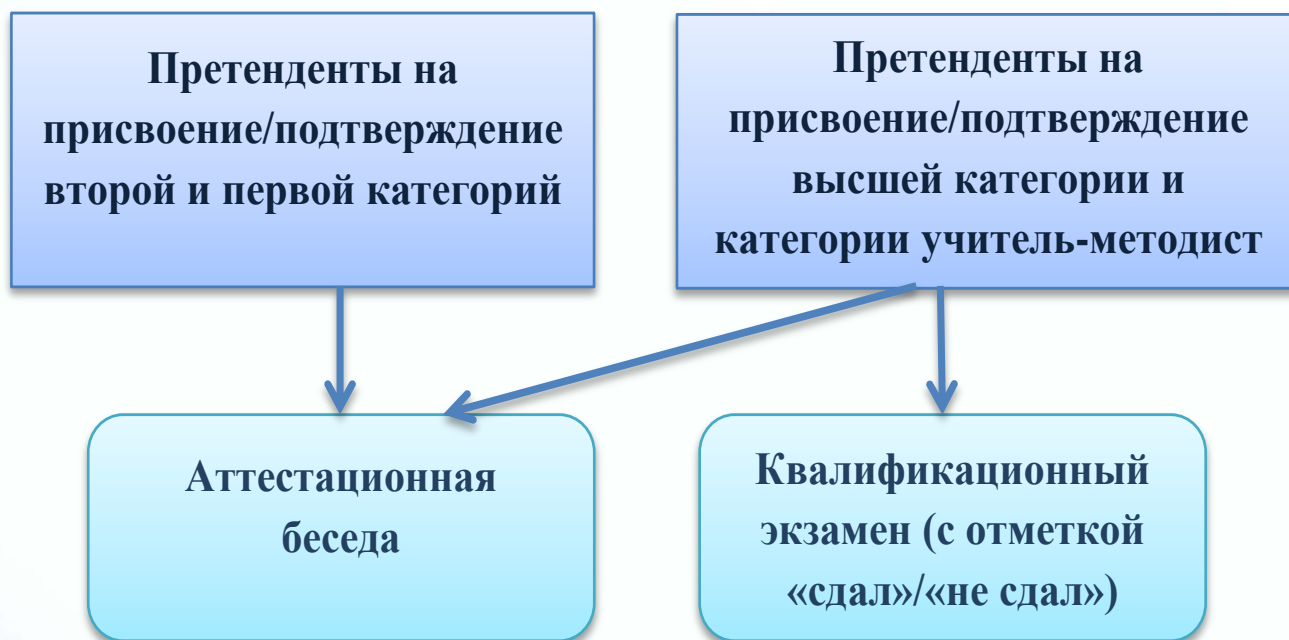 Претенденты на
присвоение/подтверждение
второй и первой категорий
Претенденты на
присвоение/подтверждение
высшей категории и
категории учитель-методист
Аттестационная
беседа
Квалификационный
экзамен (с отметкой
«сдал»/«не сдал»)